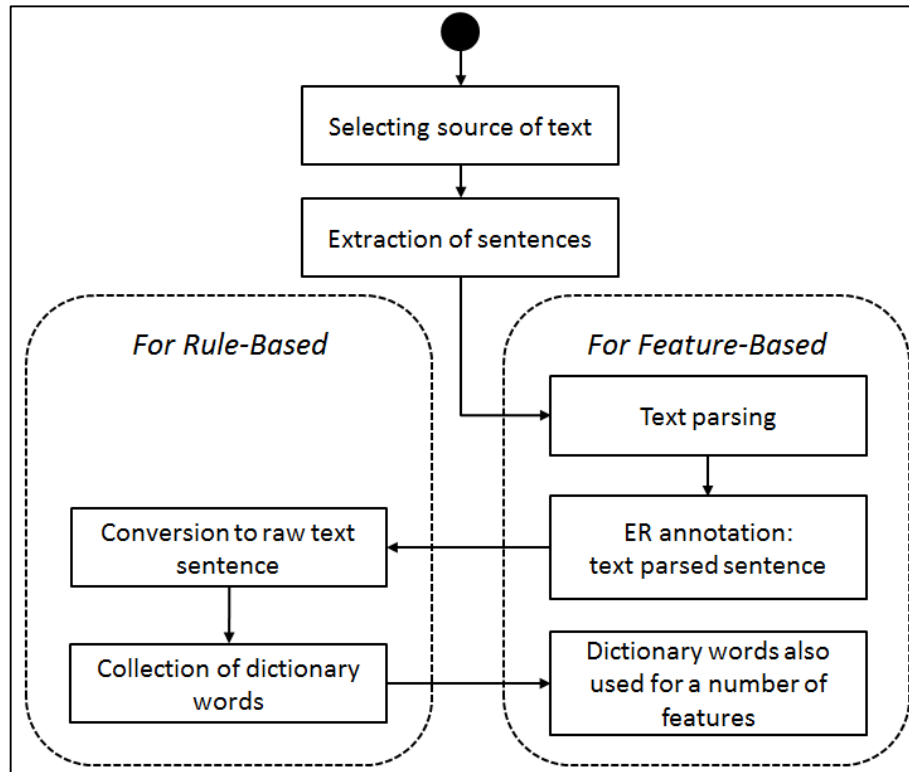 Selecting source of text
Extraction of sentences
For Rule-Based
For Feature-Based
Text parsing
Conversion to raw text
sentence
ER annotation:
text parsed sentence
Collection of dictionary
words
Dictionary words also
used for a number of
features